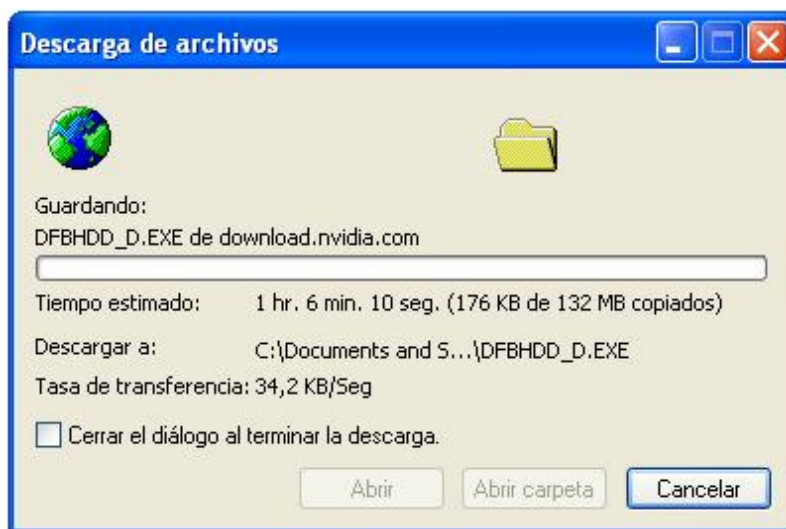 Descarga de archivos
Guardando:
DFBHDD_D.EXE de download.nvidia.com
Tiempo estimado: 1 hr. 6 min. 10 seg. (176 KB de 132 MB copiados)
Descargar a: C:\Documents and S...\DFBHDD_D.EXE
Tasa de transferencia: 34,2 KB/Seg
Cerrar el diálogo al terminar la descarga.
Abrir Abrir carpeta Cancelar